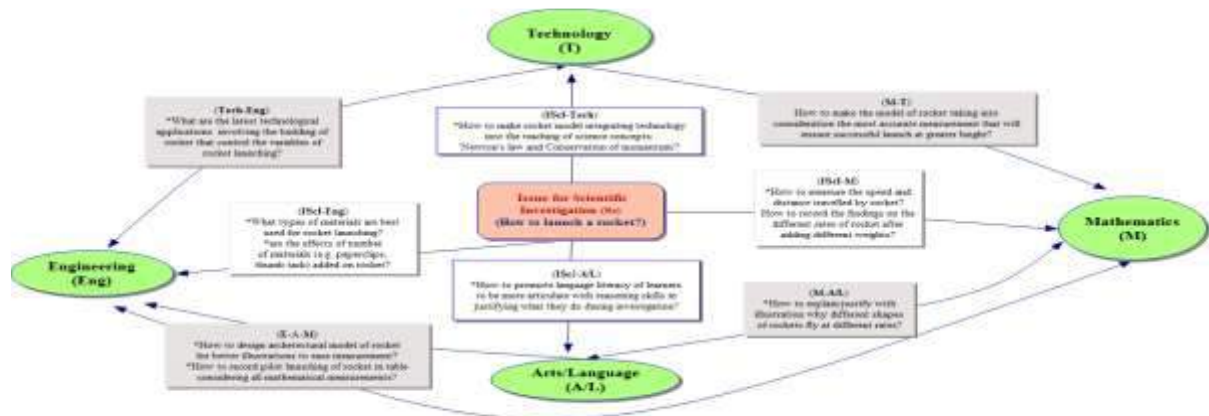 Technology
(T)
(Tech-Eng)
*What are the latest technological
applications involving the building of
rocket that control the variables of
rocket launching?
(ISci-Tech)
*How to make rocket model integrating technology
into the teaching of science concepts
Newton's law and Conservation of momentum?
(M-T)
How to make the model of rocket taking into
consideration the most accurate measurement that will
ensure successful launch at greater height?
(ISci-Eng)
*What types of materials are best
used for rocket launching?
*are the effects of number
of materials (e.g. paperclips,
thumb tack) added on rocket?
Issue for Scientific
Investigation
(How to launch a rocket?)
(ISci-M)
*How to measure the speed and
distance travelled by rocket?
How to record the findings on the
different rates of rocket after
adding different weights?
Mathematics
(M)
Engineering
(Eng)
(ISci-A/L)
*How to promote language literacy of learners
to be more articulate with reasoning skills in
justifying what they do during investigation?
(M-A/L)
*How to explain/justify with
illustration why different shapes
of rockets fly at different rates?
(E-A-M)
*How to design architectural model of rocket
for better illustrations to ease measurement?
*How to record pilot launching of rocket in table
considering all mathematical measurements?
Arts/Language
(A/L)